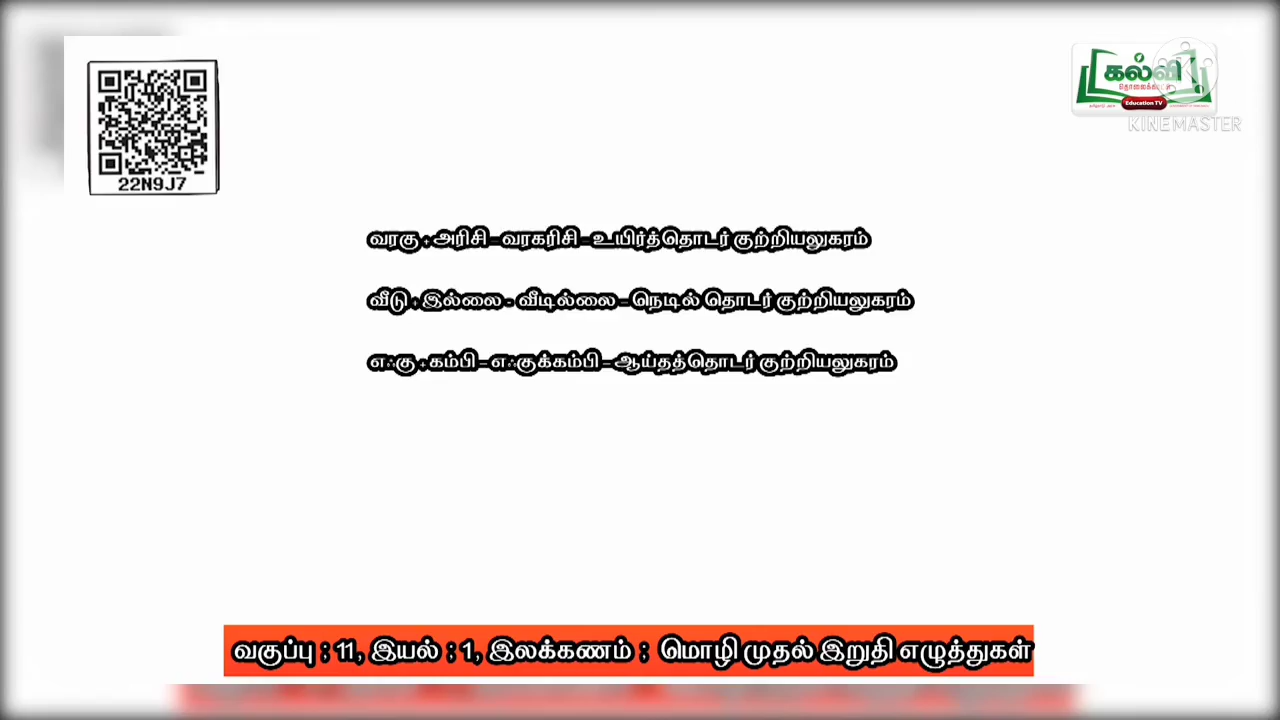 கல்வி
Education TV
KINEMASTER
22N9J7
வரகு + அரிசி – வரகரிசி – உயிர்த்தொடர் குற்றியலுகரம்
வீடு + இல்லை - வீடில்லை – நெடில் தொடர் குற்றியலுகரம்
எஃகு + கம்பி – எஃகுக்கம்பி – ஆய்தத்தொடர் குற்றியலுகரம்
வகுப்பு : 11, இயல் : 1, இலக்கணம் ; மொழி முதல் இறுதி எழுத்துகள்